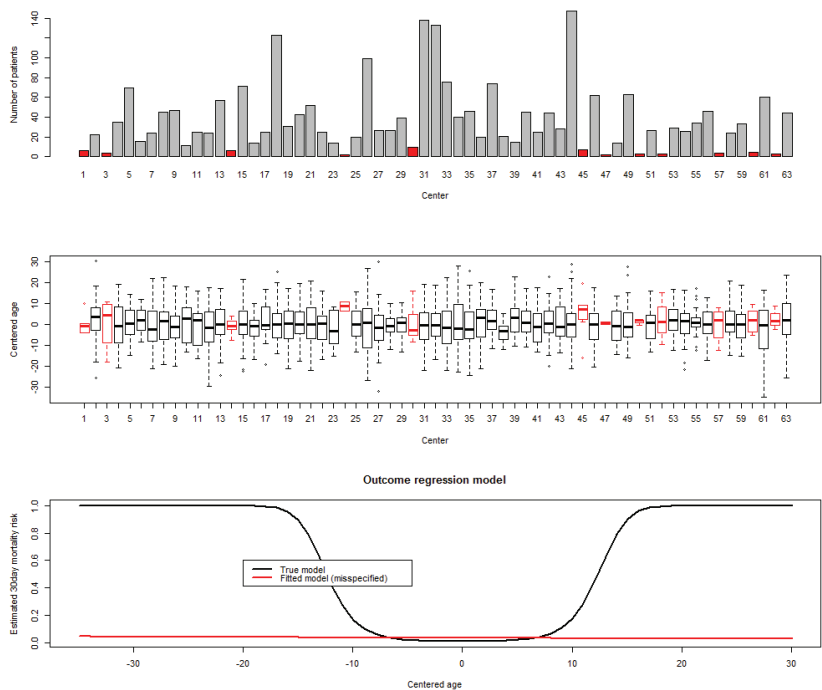 Number of patients
0 20 40 60 80 100 140
1 3 5 7 9 11 13 15 17 19 21 23 25 27 29 31 33 35 37 39 41 43 45 47 49 51 53 55 57 59 61 63
Center
Centered age
-30 -20 -10 0 10 20 30
1 3 5 7 9 11 13 15 17 19 21 23 25 27 29 31 33 35 37 39 41 43 45 47 49 51 53 55 57 59 61 63
Center
Outcome regression model
Estimated 30day mortality risk
0.0 0.2 0.4 0.6 0.8 1.0
True model
Fitted model (misspecified)
-30 -20 -10 0 10 20 30
Centered age